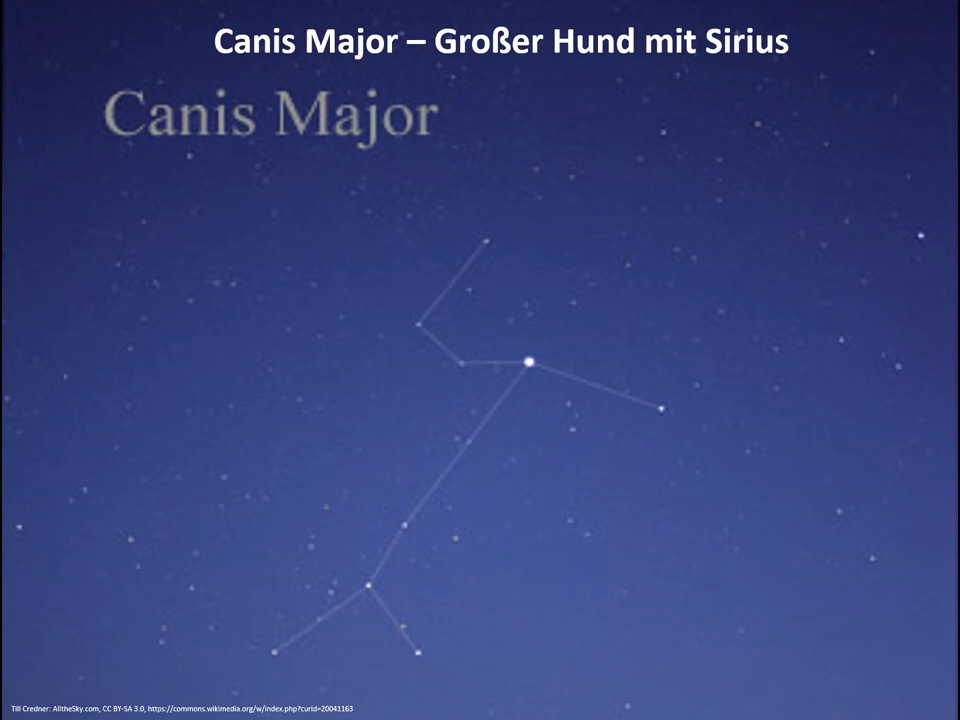 Canis Major – Großer Hund mit Sirius
Canis Major
Till Credner: AlltheSky.com, CC BY-SA 3.0, https://commons.wikimedia.org/w/index.php?curid=20041163